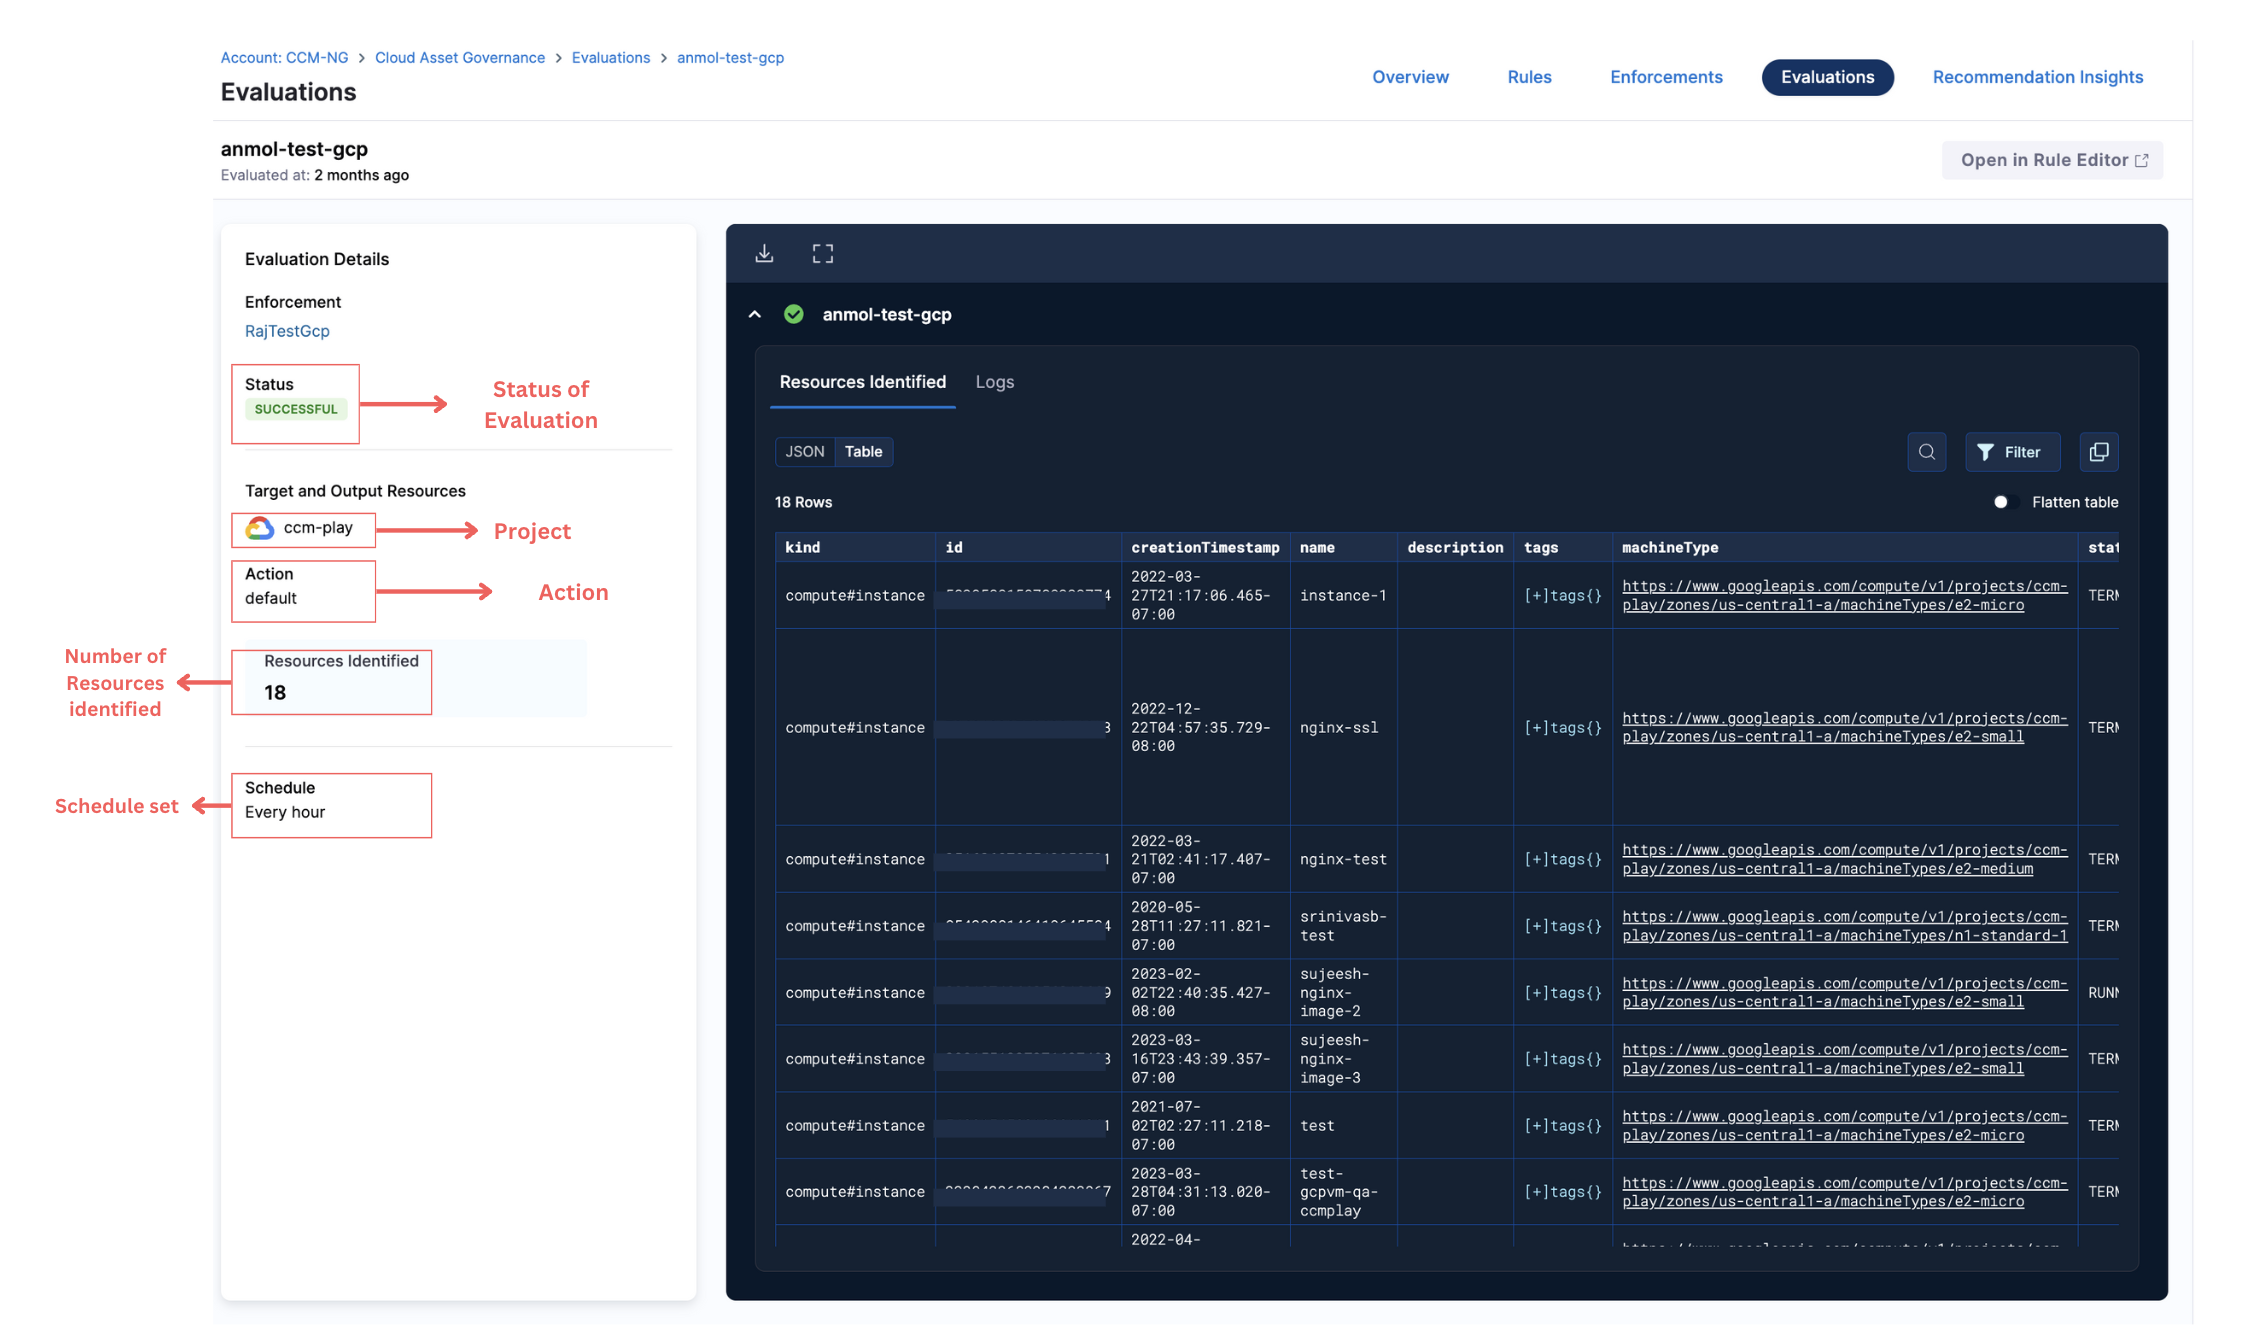 Account: CCM-NG > Cloud Asset Governance > Evaluations > anmol-test-gcp
Evaluations
Overview
Rules
Enforcements
Evaluations
Recommendation Insights
anmol-test-gcp
Evaluated at: 2 months ago
Open in Rule Editor
Evaluation Details
Enforcement
RajTestGcp
Status
SUCCESSFUL
Status of
Evaluation
Target and Output Resources
ccm-play
Project
Action
default
Action
Resources Identified
18
Number of
Resources
identified
Schedule
Every hour
Schedule set
anmol-test-gcp
Resources Identified
Logs
JSON
Table
Filter
18 Rows
Flatten table
kind id creationTimestamp name description tags machineType stat
compute#instance
4
2022-03-
27T21:17:06.465-
07:00
instance-1
[+]tags{}
https://www.googleapis.com/compute/v1/projects/ccm-
play/zones/us-central1-a/machineTypes/e2-micro
TERM
compute#instance
3
2022-12-
22T04:57:35.729-
08:00
nginx-ssl
[+]tags{}
https://www.googleapis.com/compute/v1/projects/ccm-
play/zones/us-central1-a/machineTypes/e2-small
TERM
compute#instance
1
2022-03-
21T02:41:17.407-
07:00
nginx-test
[+]tags{}
https://www.googleapis.com/compute/v1/projects/ccm-
play/zones/us-central1-a/machineTypes/e2-medium
TERM
compute#instance
4
2020-05-
28T11:27:11.821-
07:00
srinivasb-
test
[+]tags{}
https://www.googleapis.com/compute/v1/projects/ccm-
play/zones/us-central1-a/machineTypes/n1-standard-1
TERM
compute#instance
9
2023-02-
02T22:40:35.427-
08:00
sujeesh-
nginx-
image-2
[+]tags{}
https://www.googleapis.com/compute/v1/projects/ccm-
play/zones/us-central1-a/machineTypes/e2-small
RUNN
compute#instance
3
2023-03-
16T23:43:39.357-
07:00
sujeesh-
nginx-
image-3
[+]tags{}
https://www.googleapis.com/compute/v1/projects/ccm-
play/zones/us-central1-a/machineTypes/e2-small
TERM
compute#instance
1
2021-07-
02T02:27:11.218-
07:00
test
[+]tags{}
https://www.googleapis.com/compute/v1/projects/ccm-
play/zones/us-central1-a/machineTypes/e2-micro
TERM
compute#instance
7
2023-03-
28T04:31:13.020-
07:00
test-
gcpvm-qa-
ccmplay
[+]tags{}
https://www.googleapis.com/compute/v1/projects/ccm-
play/zones/us-central1-a/machineTypes/e2-micro
TERM
2022-04-